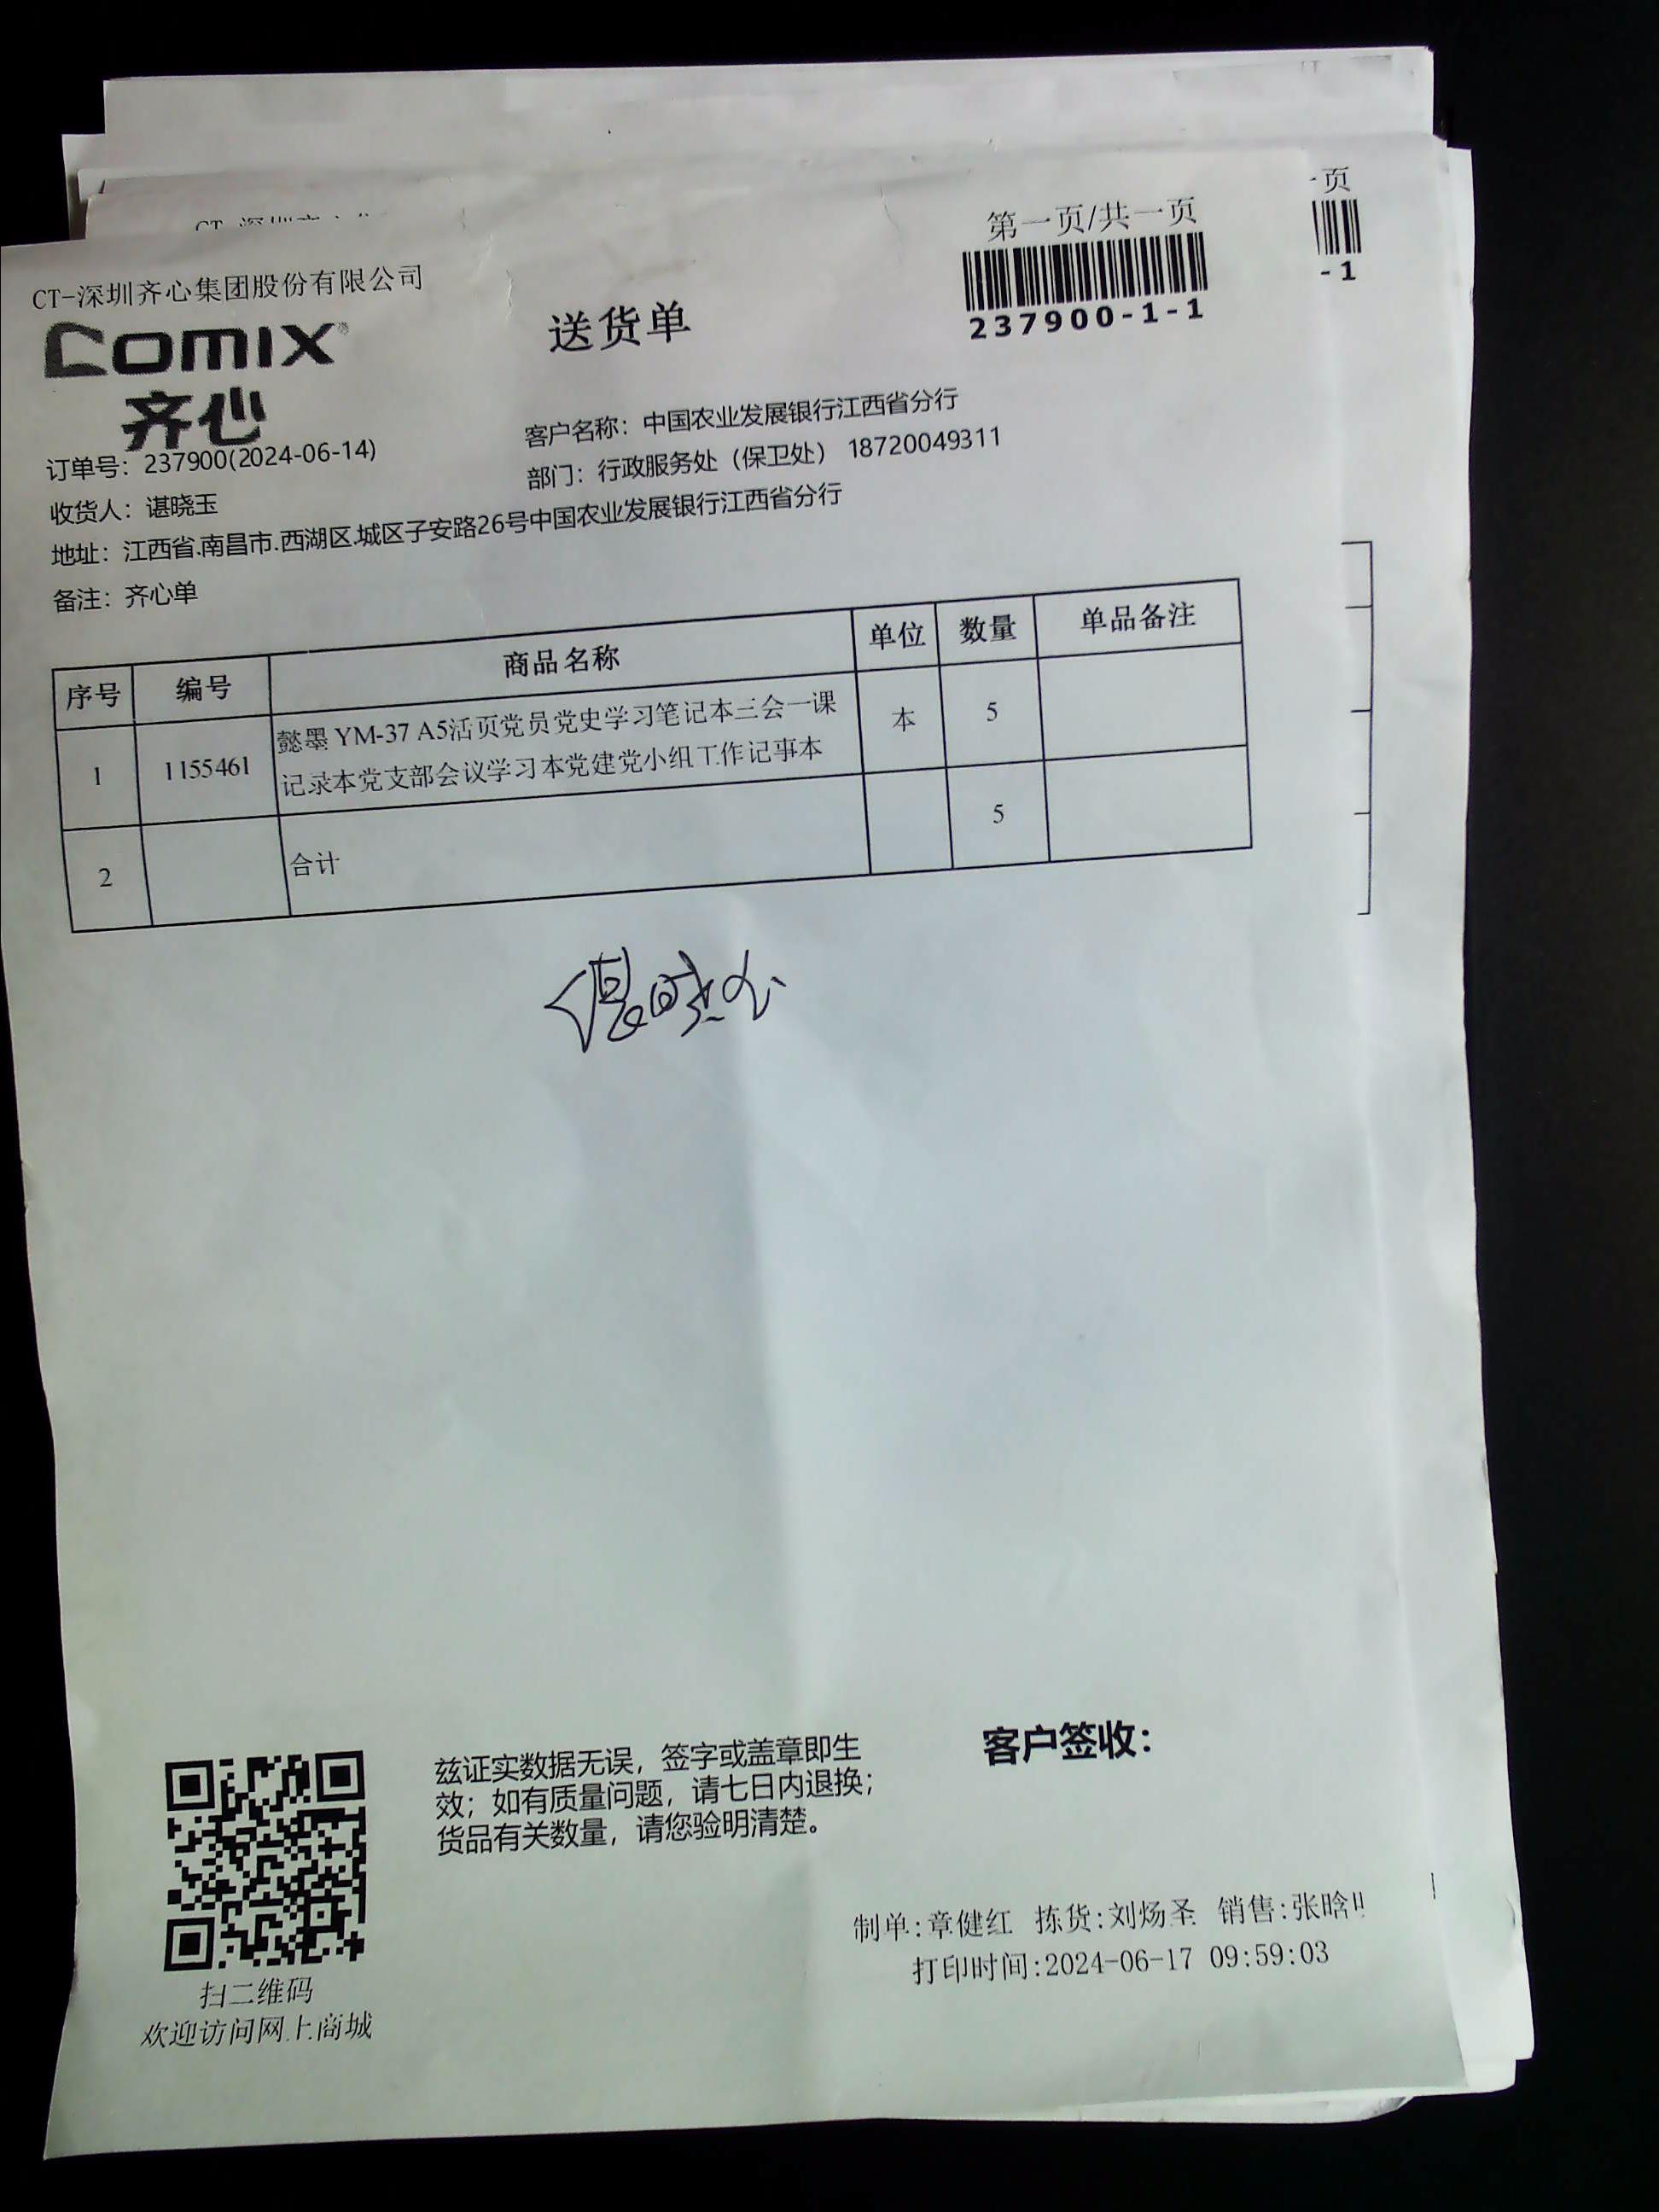 CT-深圳齐心集团股份有限公司
第一页/共一页
comix
齐心
送货单
237900-1-1
页
-1
订单号：237900(2024-06-14)
客户名称：中国农业发展银行江西省分行
收货人：谌晓玉
部门：行政服务处（保卫处） 18720049311
地址：江西省.南昌市.西湖区.城区子安路26号中国农业发展银行江西省分行
备注：齐心单
序号 编号 商品名称 单位 数量 单品备注
1 1155461 懿墨 YM-37 A5活页党员党史学习笔记本三会一课
记录本党支部会议学习本党建党小组工作记事本 本 5
2 合计 5
谌晓玉
兹证实数据无误，签字或盖章即生
效；如有质量问题，请七日内退换；
货品有关数量，请您验明清楚。
客户签收：
制单:章健红 拣货:刘炀圣 销售:张晗
打印时间:2024-06-17 09:59:03
扫二维码
欢迎访问网上商城